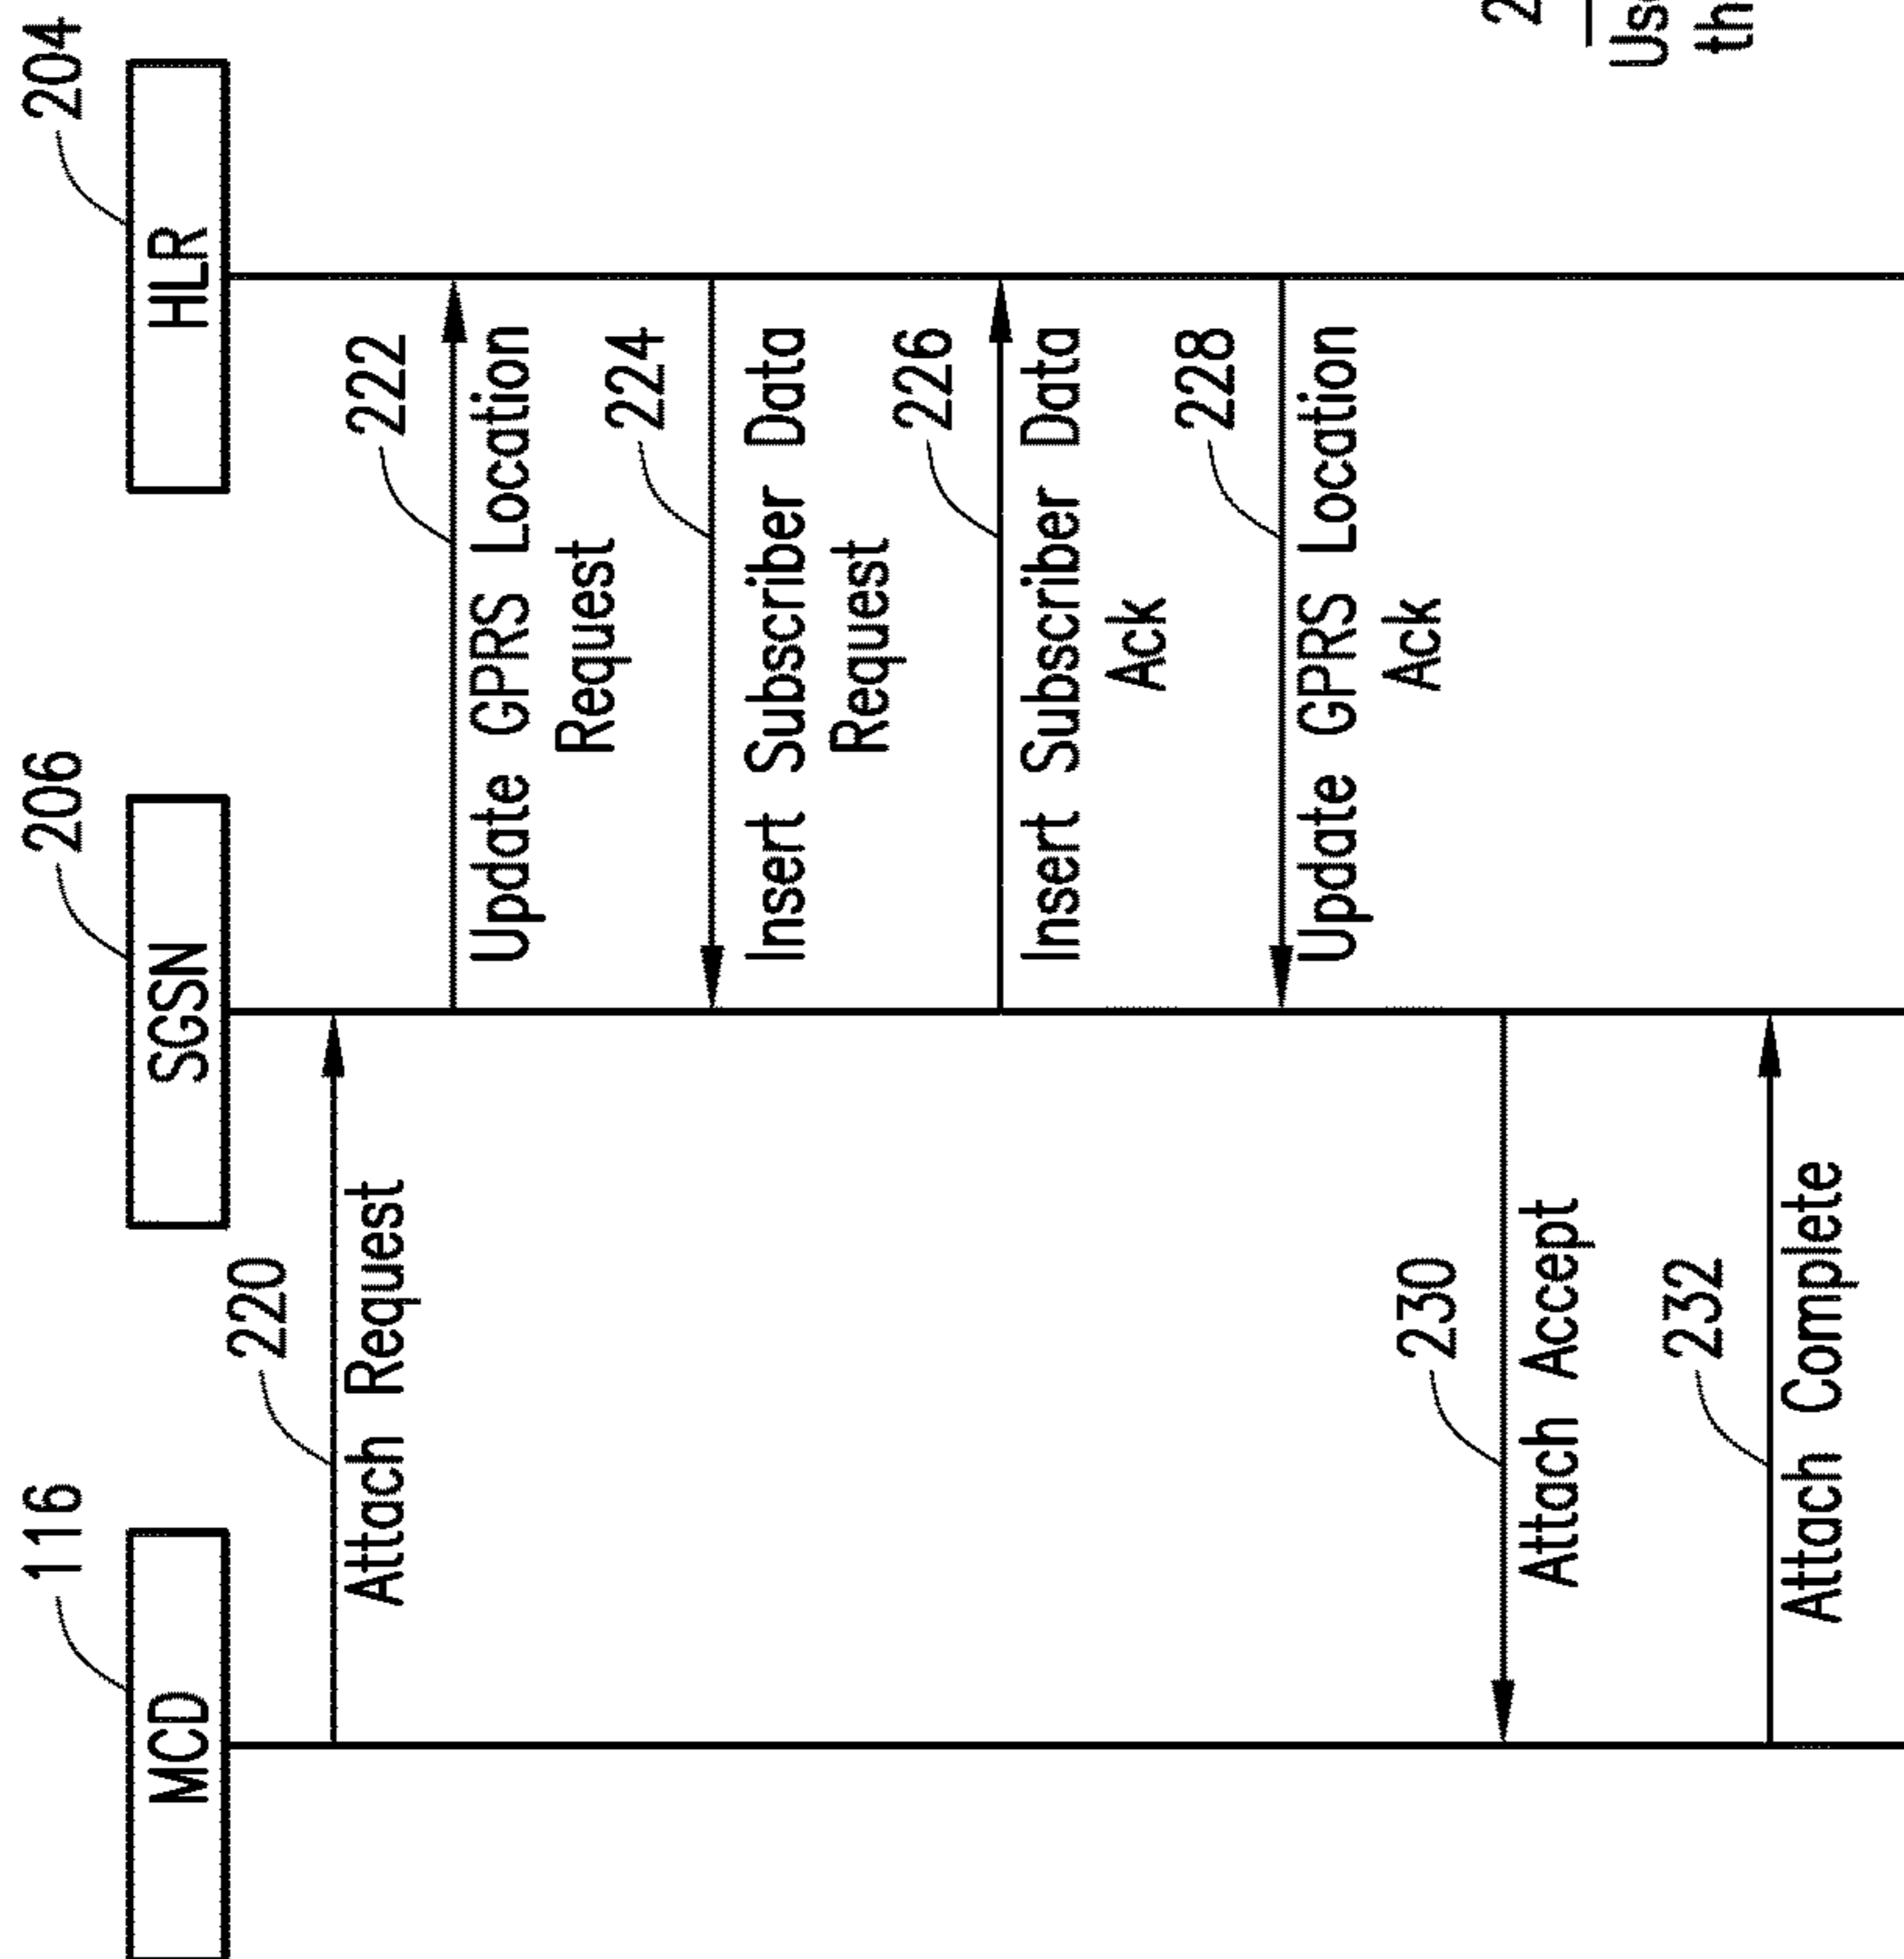 116
206
204
MCD
SGSN
HLR
220
Attach Request
222
Update GPRS Location
Request
224
Insert Subscriber Data
Request
226
Insert Subscriber Data
Ack
228
Update GPRS Location
Ack
230
Attach Accept
232
Attach Complete